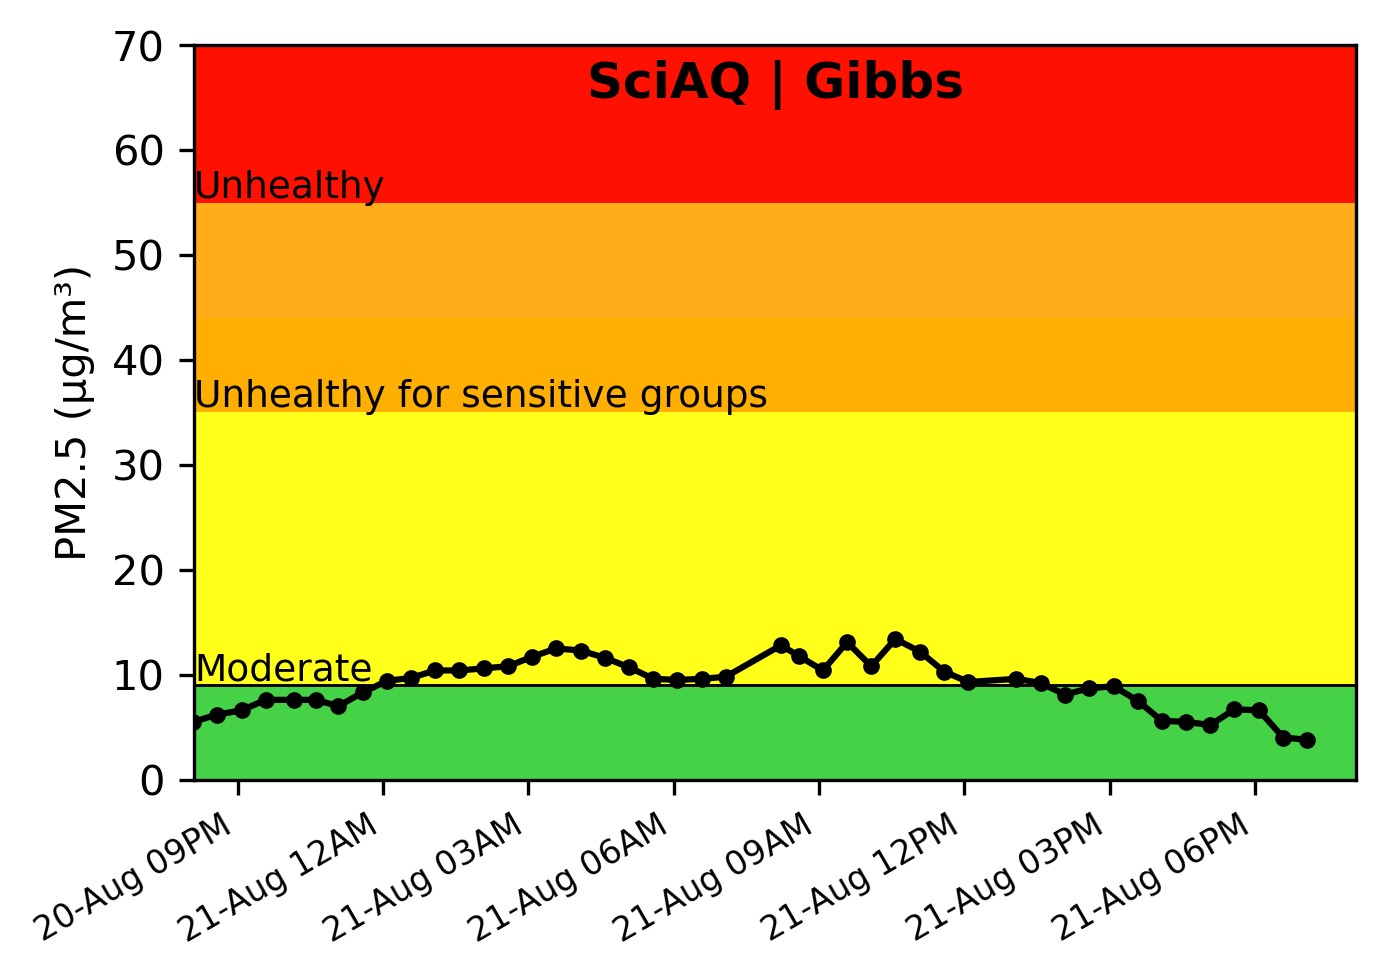 SciAQ | Gibbs
PM2.5 (µg/m³)
70
60
50
40
30
20
10
0
Unhealthy
Unhealthy for sensitive groups
Moderate
20-Aug 09PM
21-Aug 12AM
21-Aug 03AM
21-Aug 06AM
21-Aug 09AM
21-Aug 12PM
21-Aug 03PM
21-Aug 06PM